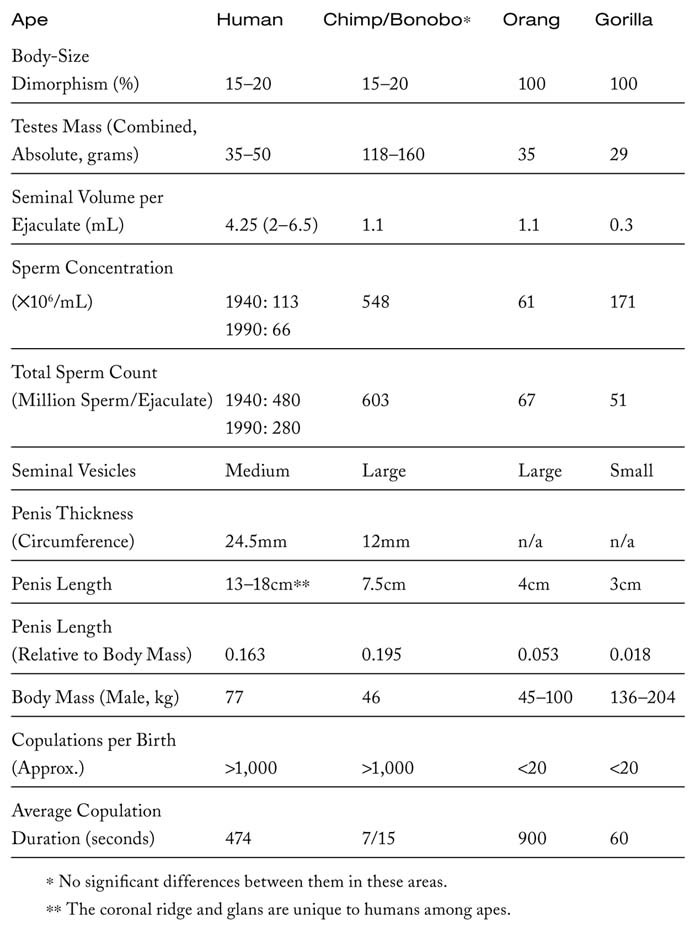 Ape Human Chimp/Bonobo* Orang Gorilla
Body-Size
Dimorphism (%) 15–20 15–20 100 100
Testes Mass (Combined,
Absolute, grams) 35–50 118–160 35 29
Seminal Volume per
Ejaculate (mL) 4.25 (2–6.5) 1.1 1.1 0.3
Sperm Concentration
(×10⁶/mL) 1940: 113 548 61 171
1990: 66
Total Sperm Count
(Million Sperm/Ejaculate) 1940: 480 603 67 51
1990: 280
Seminal Vesicles Medium Large Large Small
Penis Thickness
(Circumference) 24.5mm 12mm n/a n/a
Penis Length 13–18cm** 7.5cm 4cm 3cm
Penis Length
(Relative to Body Mass) 0.163 0.195 0.053 0.018
Body Mass (Male, kg) 77 46 45–100 136–204
Copulations per Birth
(Approx.) >1,000 >1,000 <20 <20
Average Copulation
Duration (seconds) 474 7/15 900 60
* No significant differences between them in these areas.
** The coronal ridge and glans are unique to humans among apes.